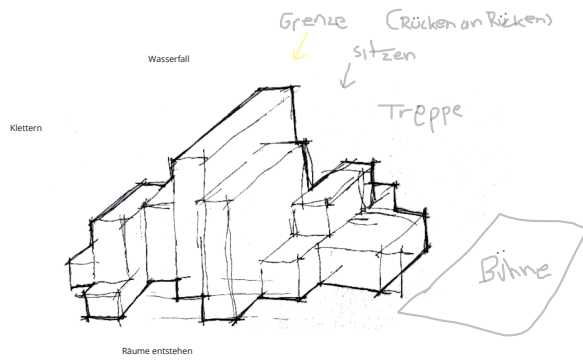 Grenze (Rücken an Rücken)
sitzen
Wasserfall
Treppe
Klettern
Bühne
Räume entstehen